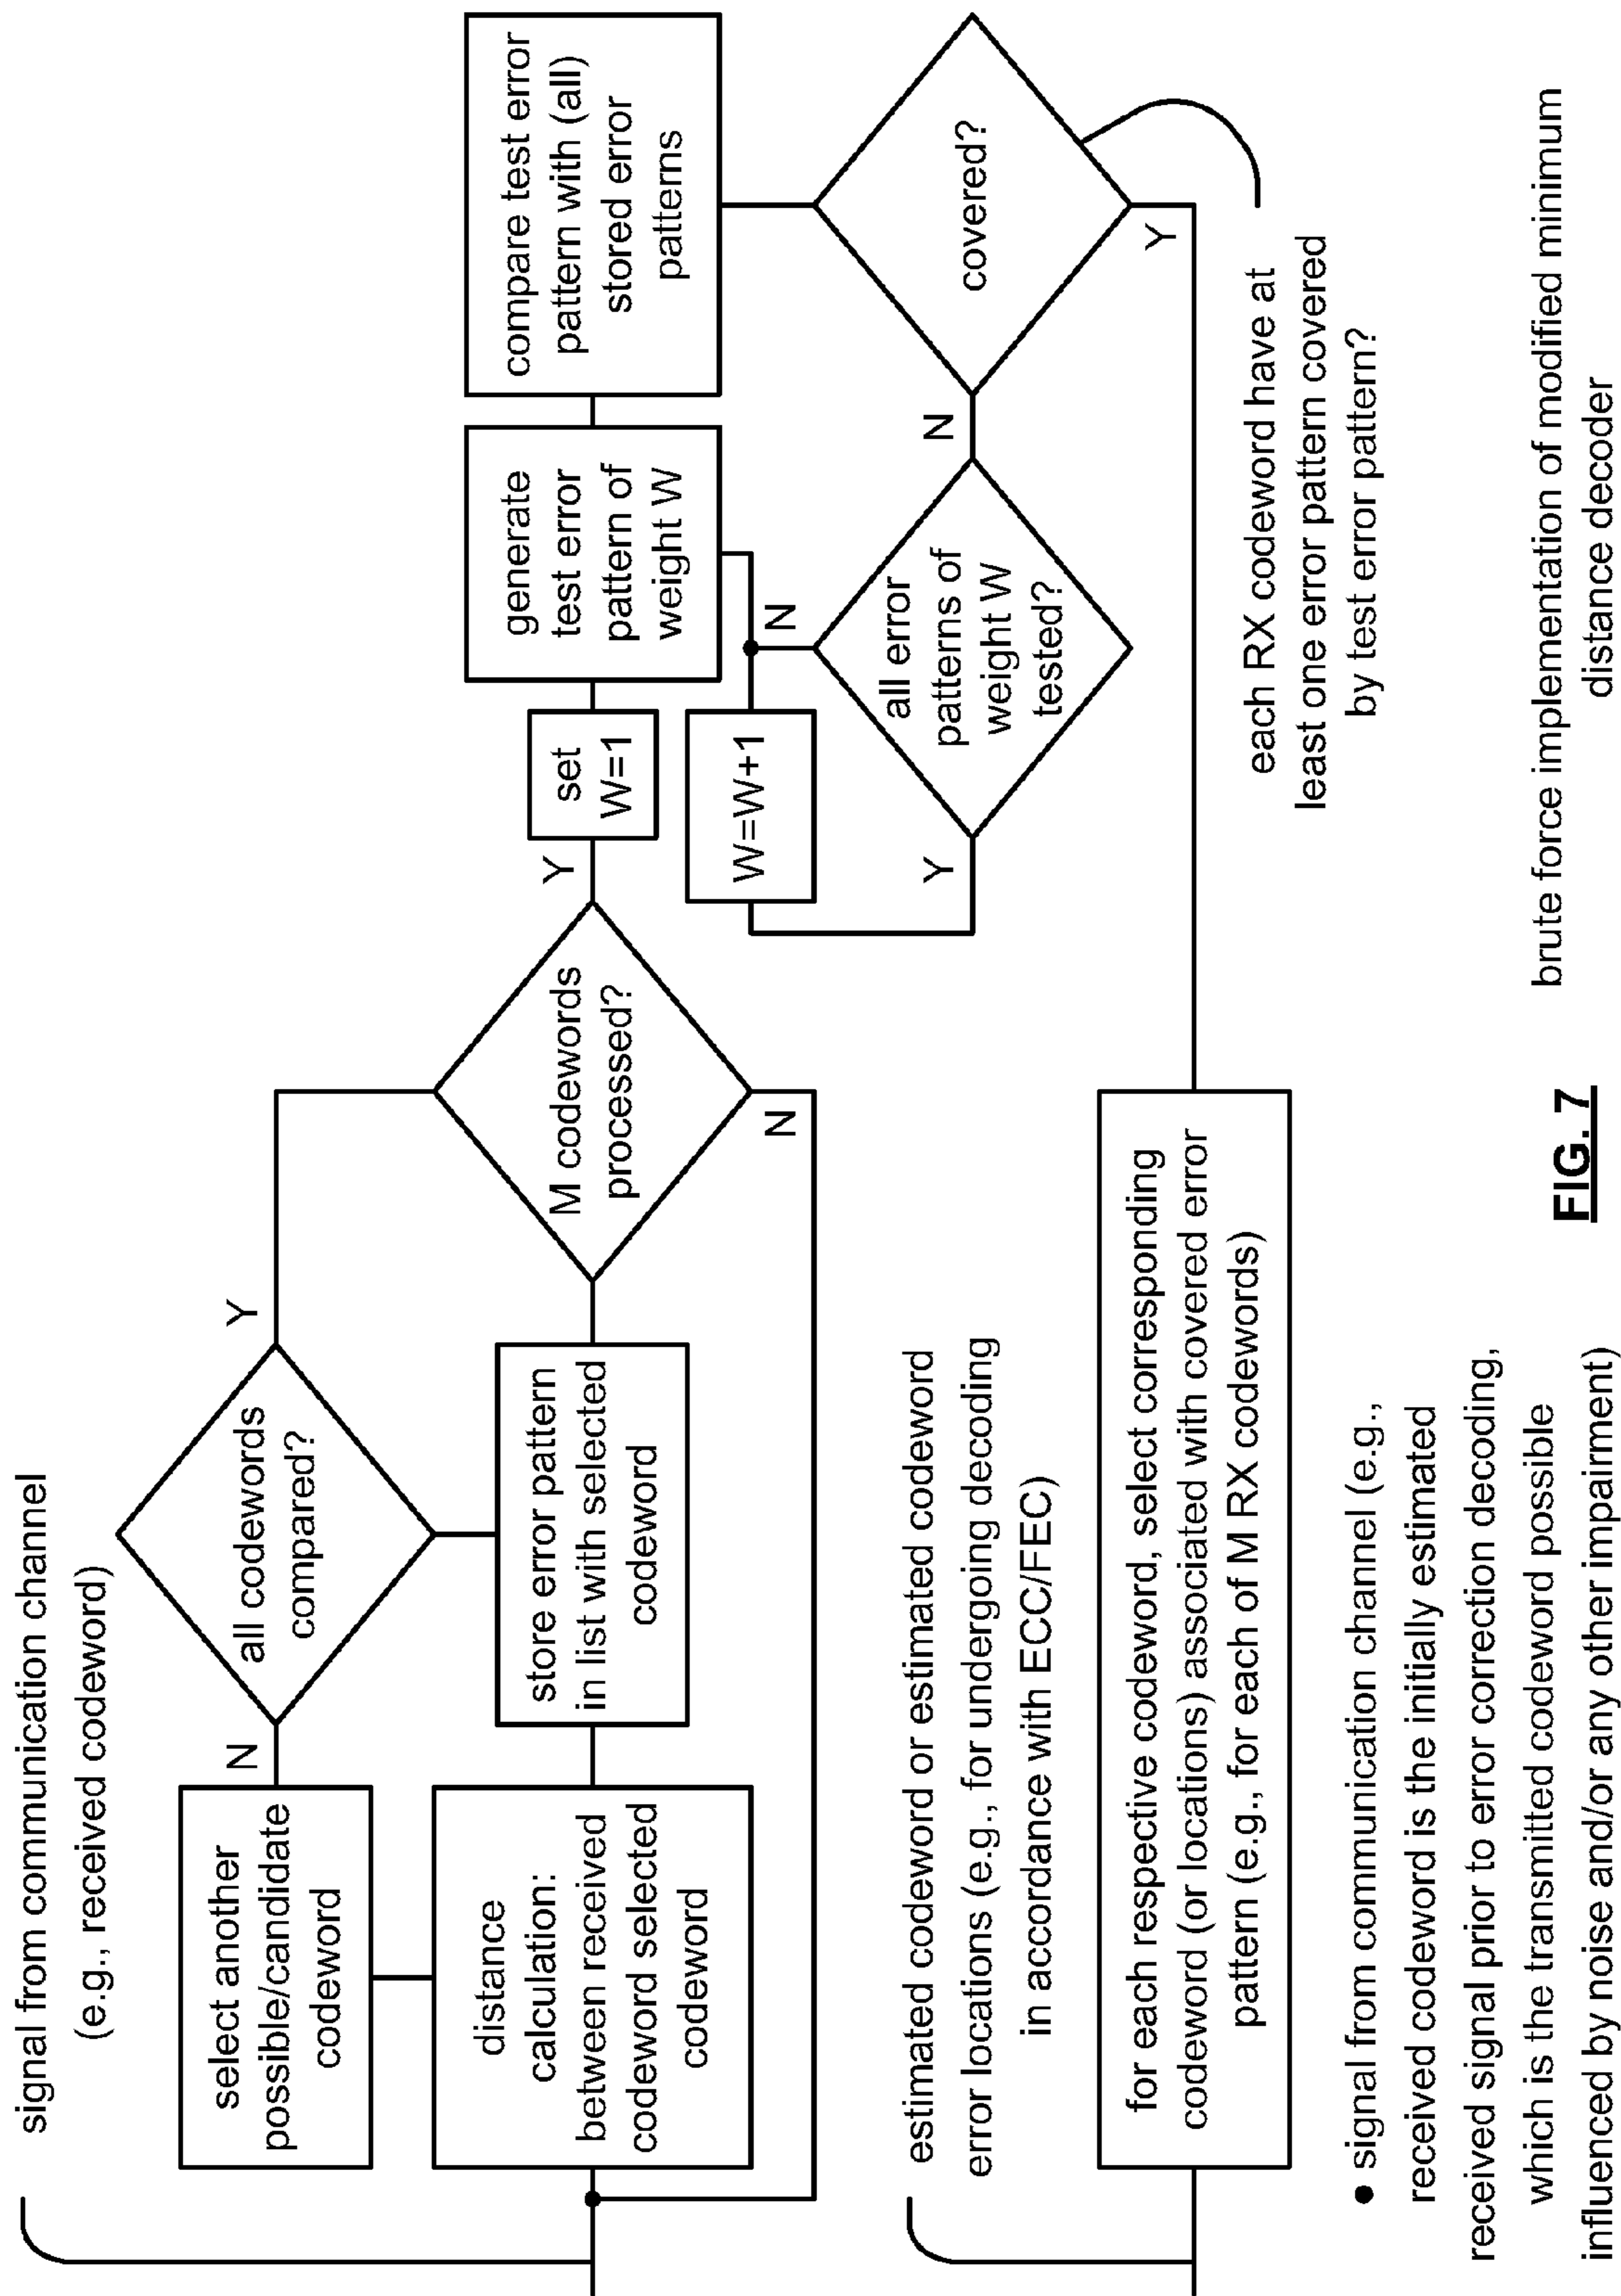 signal from communication channel
(e.g., received codeword)
select another
possible/candidate
codeword
N
all codewords
compared?
Y
distance
calculation:
between received
codeword selected
codeword
store error pattern
in list with selected
codeword
M codewords
processed?
Y
N
set
W=1
generate
test error
pattern of
weight W
compare test error
pattern with (all)
stored error
patterns
W=W+1
N
Y
all error
patterns of
weight W
tested?
N
covered?
Y
each RX codeword have at
least one error pattern covered
by test error pattern?
estimated codeword or estimated codeword
error locations (e.g., for undergoing decoding
in accordance with ECC/FEC)
for each respective codeword, select corresponding
codeword (or locations) associated with covered error
pattern (e.g., for each of M RX codewords)
● signal from communication channel (e.g.,
received codeword is the initially estimated
received signal prior to error correction decoding,
which is the transmitted codeword possible
influenced by noise and/or any other impairment)
FIG. 7
brute force implementation of modified minimum
distance decoder